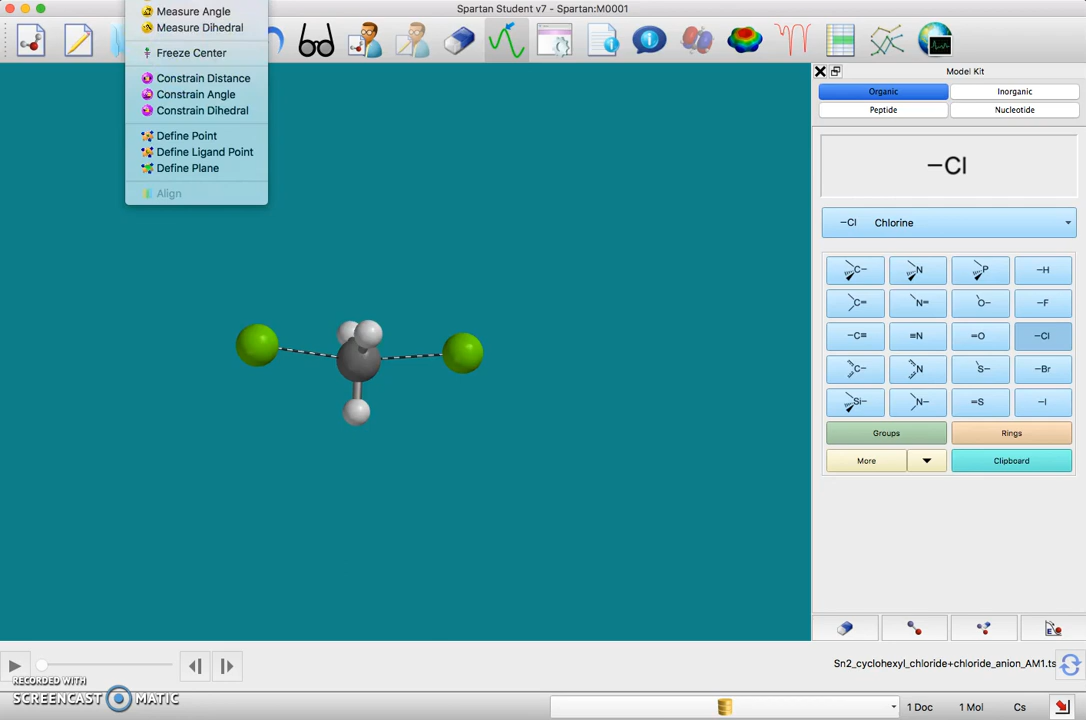 Spartan Student v7 - Spartan:M0001
Measure Angle
Measure Dihedral
Freeze Center
Constrain Distance
Constrain Angle
Constrain Dihedral
Define Point
Define Ligand Point
Define Plane
Align
Model Kit
Organic
Inorganic
Peptide
Nucleotide
–Cl
–Cl Chlorine
C– N P –H
C= N= O– –F
–C≡ ≡N =O –Cl
C– N S– –Br
Si– N– =S –I
Groups
Rings
More
Clipboard
E
Sn2_cyclohexyl_chloride+chloride_anion_AM1.ts
RECORDED WITH
SCREENCAST MATIC
1 Doc
1 Mol
Cs